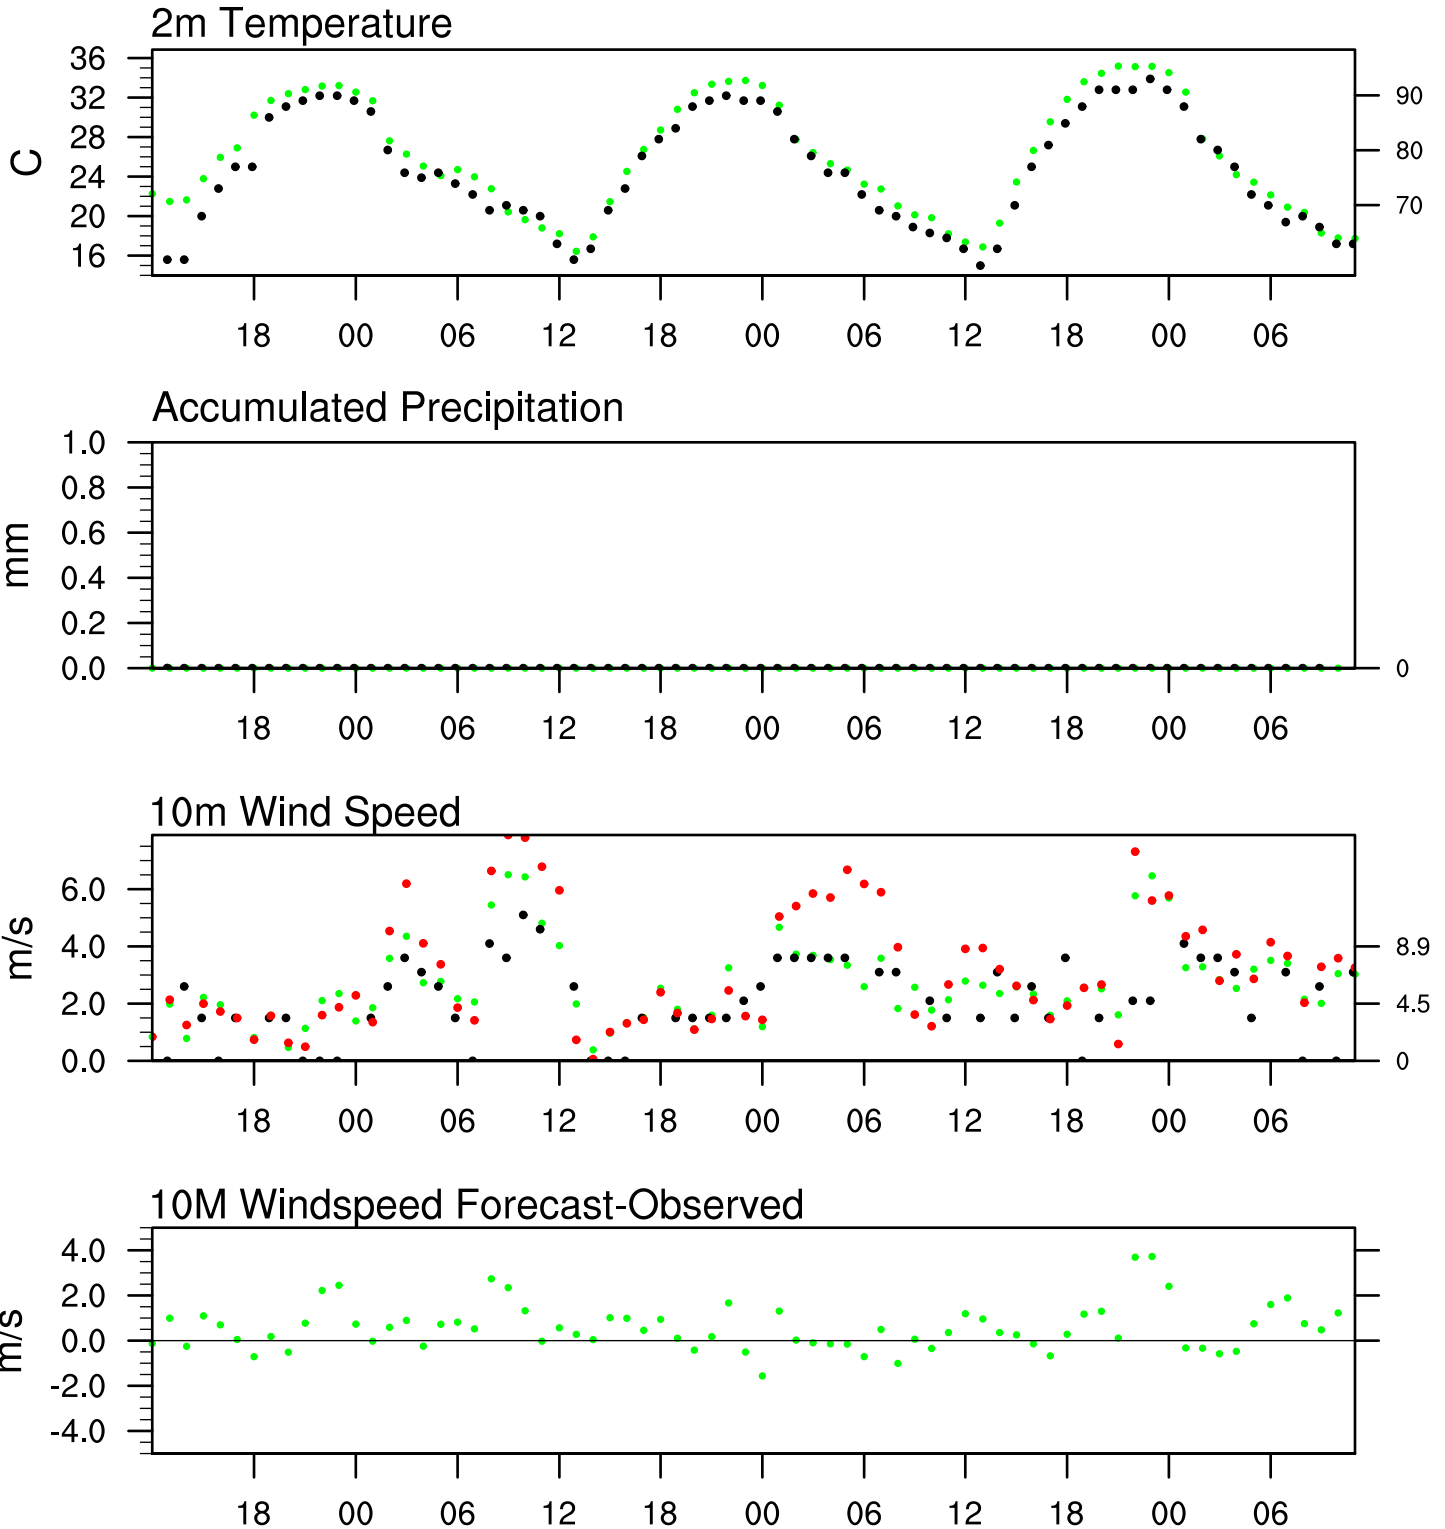 2m Temperature
36
32
28
24
20
16
C
90
80
70
18 00 06 12 18 00 06 12 18 00 06
Accumulated Precipitation
1.0
0.8
0.6
0.4
0.2
0.0
mm
0
18 00 06 12 18 00 06 12 18 00 06
10m Wind Speed
6.0
4.0
2.0
0.0
m/s
8.9
4.5
0
18 00 06 12 18 00 06 12 18 00 06
10M Windspeed Forecast-Observed
4.0
2.0
0.0
-2.0
-4.0
m/s
18 00 06 12 18 00 06 12 18 00 06